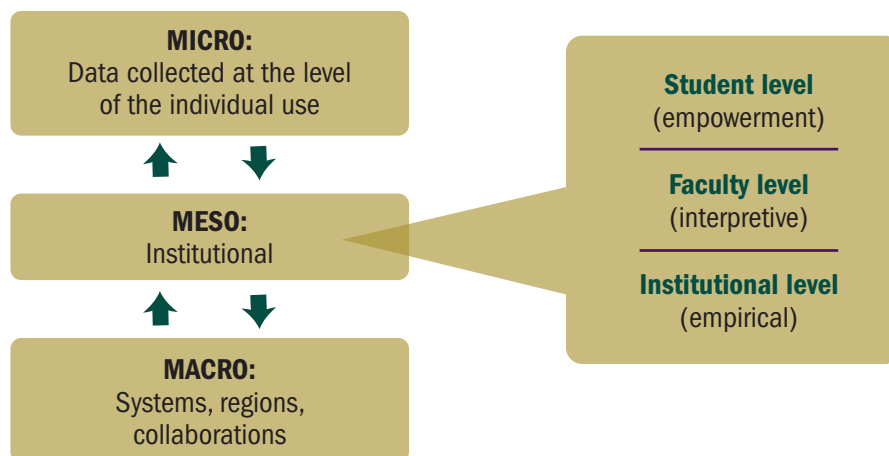 MICRO:
Data collected at the level
of the individual use
MESO:
Institutional
MACRO:
Systems, regions,
collaborations
Student level
(empowerment)
Faculty level
(interpretive)
Institutional level
(empirical)